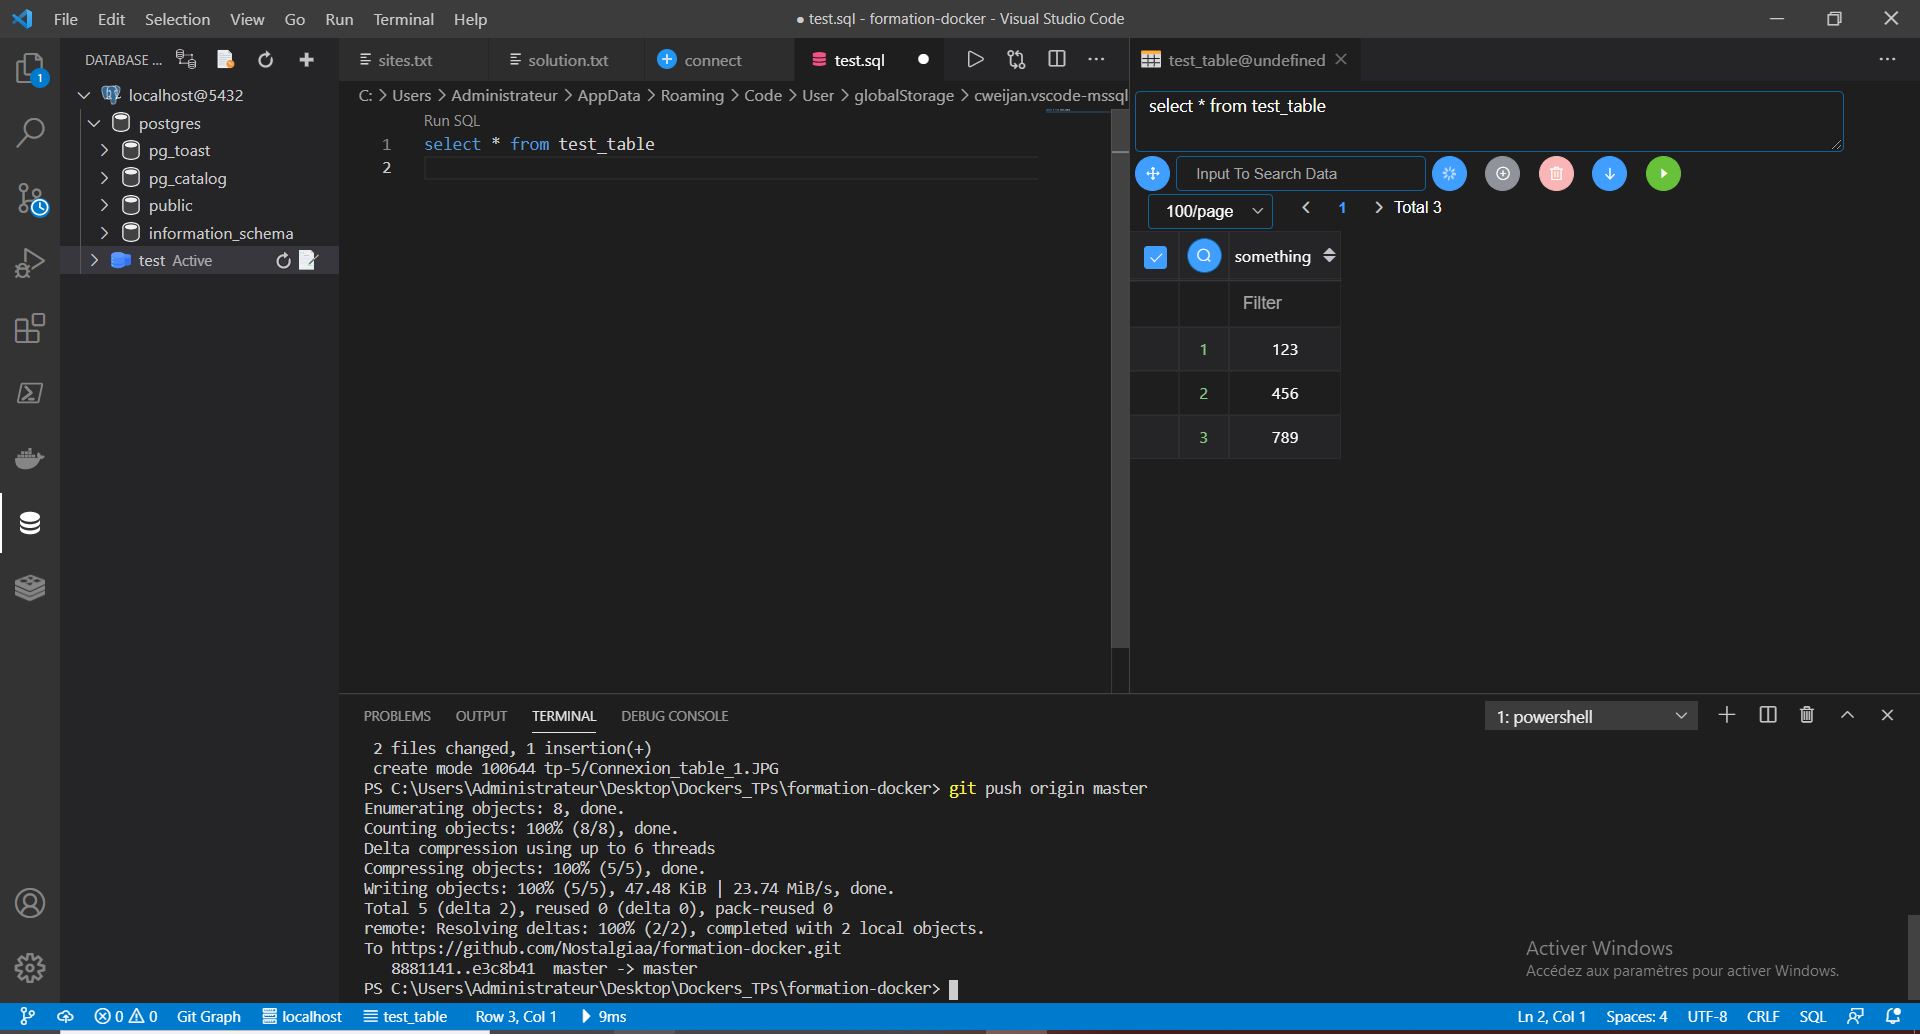 File Edit Selection View Go Run Terminal Help
● test.sql - formation-docker - Visual Studio Code
1
DATABASE ...
localhost@5432
postgres
pg_toast
pg_catalog
public
information_schema
test Active
sites.txt
solution.txt
connect
test.sql
C: > Users > Administrateur > AppData > Roaming > Code > User > globalStorage > cweijan.vscode-mssql
Run SQL
1 select * from test_table
2
test_table@undefined
select * from test_table
Input To Search Data
100/page
1
Total 3
something
Filter
1 123
2 456
3 789
PROBLEMS OUTPUT TERMINAL DEBUG CONSOLE
1: powershell
2 files changed, 1 insertion(+)
create mode 100644 tp-5/Connexion_table_1.JPG
PS C:\Users\Administrateur\Desktop\Dockers_TPs\formation-docker> git push origin master
Enumerating objects: 8, done.
Counting objects: 100% (8/8), done.
Delta compression using up to 6 threads
Compressing objects: 100% (5/5), done.
Writing objects: 100% (5/5), 47.48 KiB | 23.74 MiB/s, done.
Total 5 (delta 2), reused 0 (delta 0), pack-reused 0
remote: Resolving deltas: 100% (2/2), completed with 2 local objects.
To https://github.com/Nostalgiaa/formation-docker.git
8881141..e3c8b41 master -> master
PS C:\Users\Administrateur\Desktop\Dockers_TPs\formation-docker>
Activer Windows
Accédez aux paramètres pour activer Windows.
0 0 Git Graph localhost test_table Row 3, Col 1 9ms
Ln 2, Col 1 Spaces: 4 UTF-8 CRLF SQL